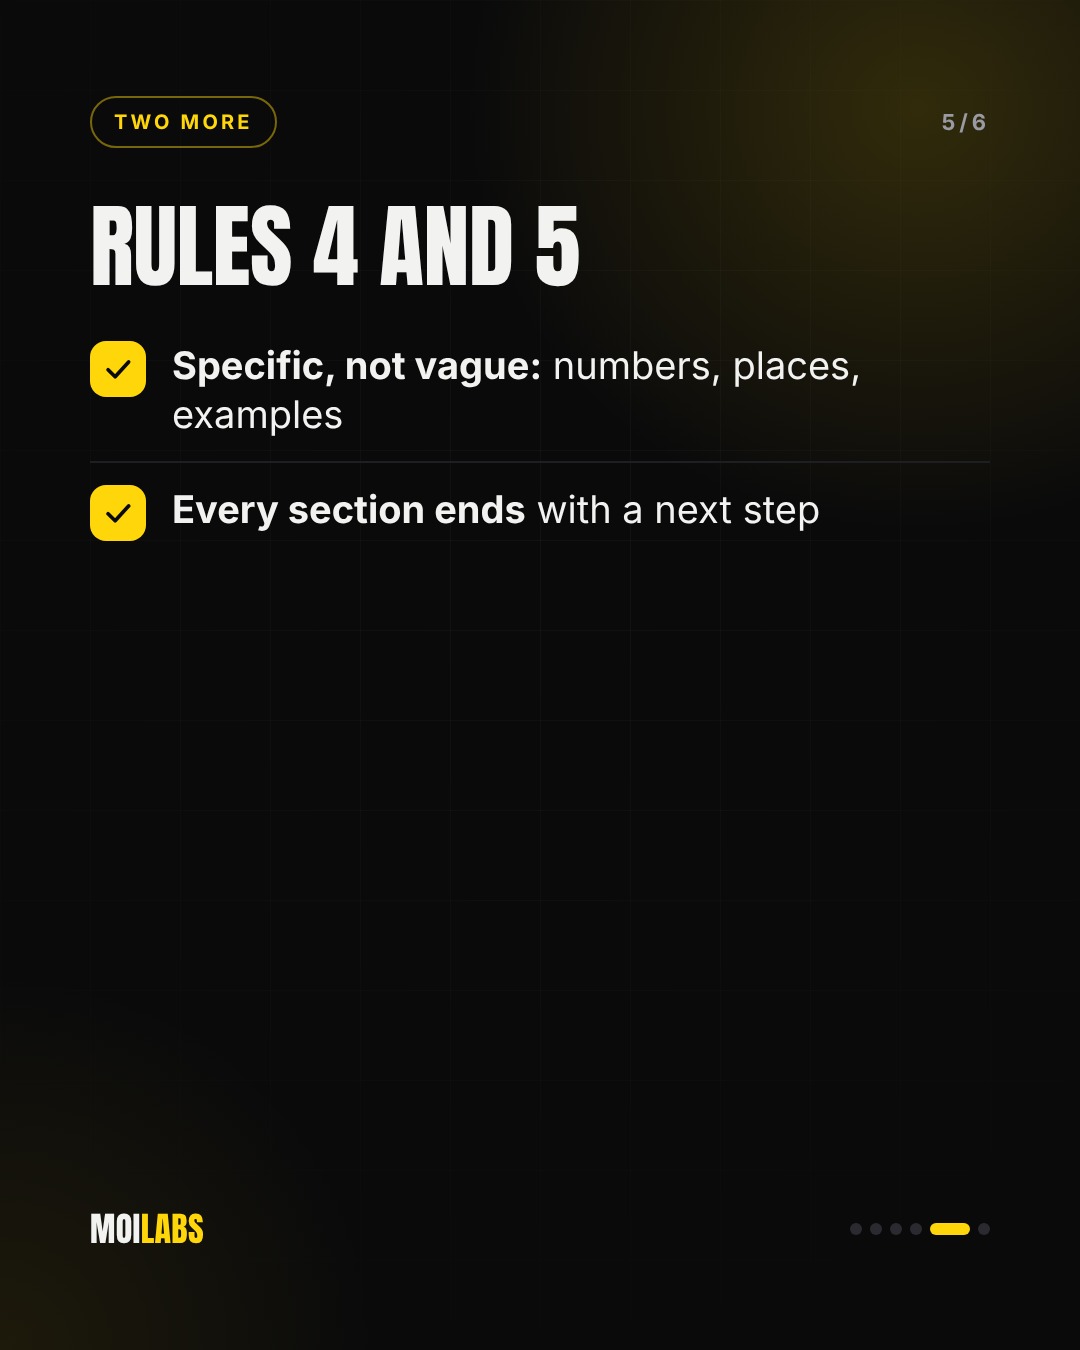 TWO MORE
5/6
RULES 4 AND 5
Specific, not vague: numbers, places,
examples
Every section ends with a next step
MOILABS